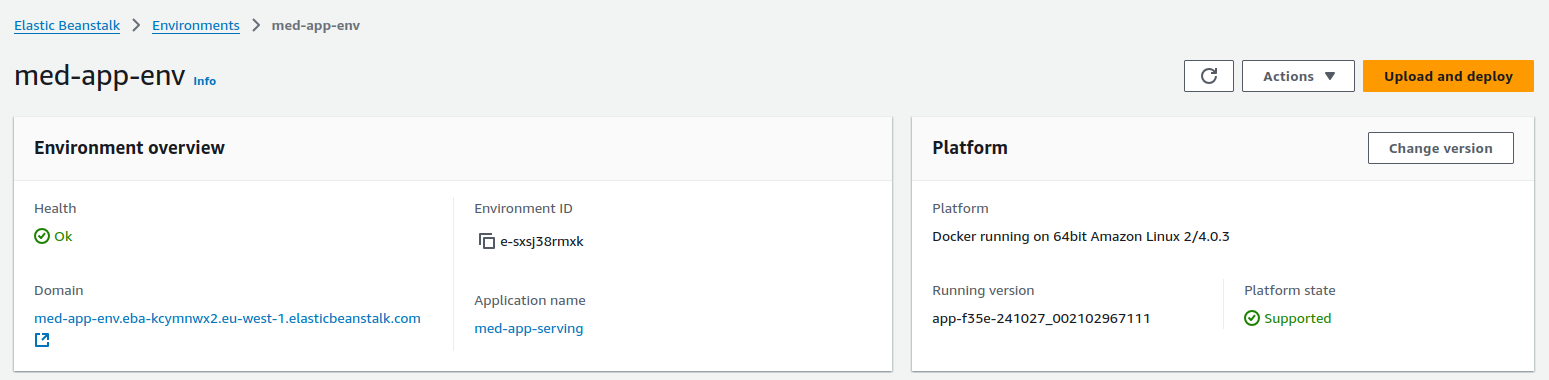 Elastic Beanstalk > Environments > med-app-env
med-app-env Info
Actions
Upload and deploy
Environment overview
Health
Ok
Domain
med-app-env.eba-kcymnwx2.eu-west-1.elasticbeanstalk.com
Environment ID
e-sxsj38rmxk
Application name
med-app-serving
Platform
Change version
Platform
Docker running on 64bit Amazon Linux 2/4.0.3
Running version
app-f35e-241027_002102967111
Platform state
Supported